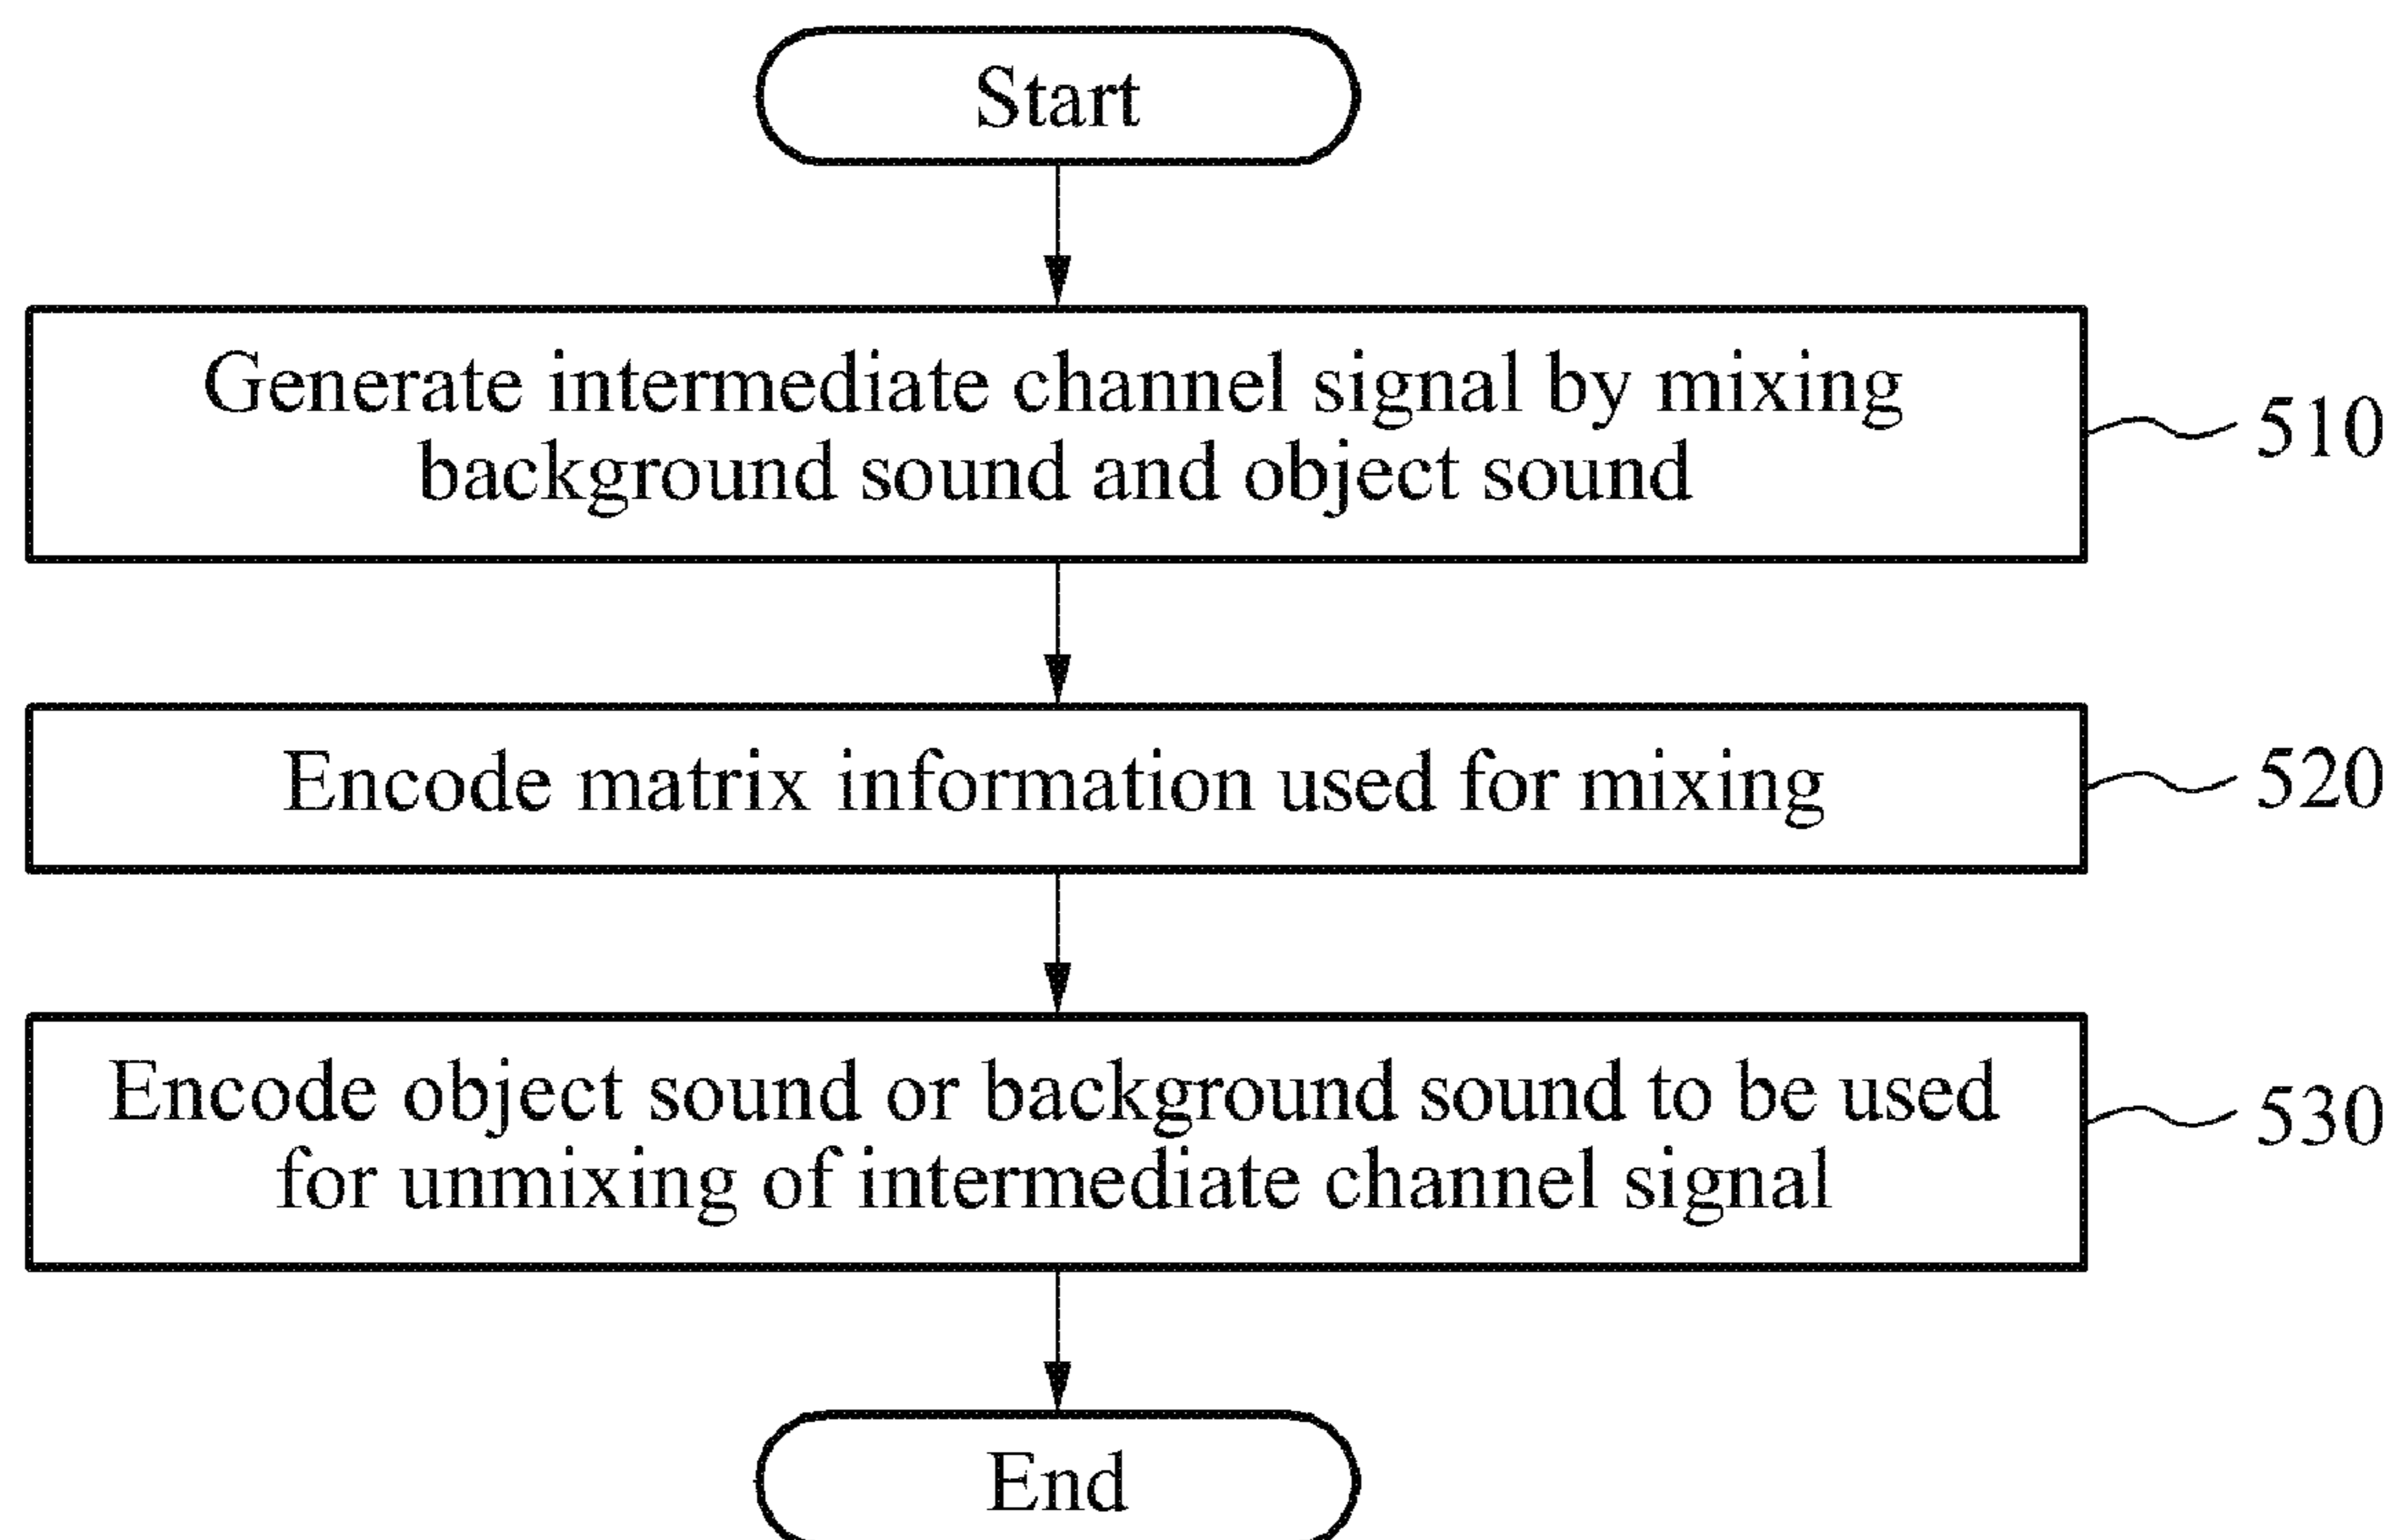 Start
Generate intermediate channel signal by mixing
background sound and object sound
510
Encode matrix information used for mixing
520
Encode object sound or background sound to be used
for unmixing of intermediate channel signal
530
End